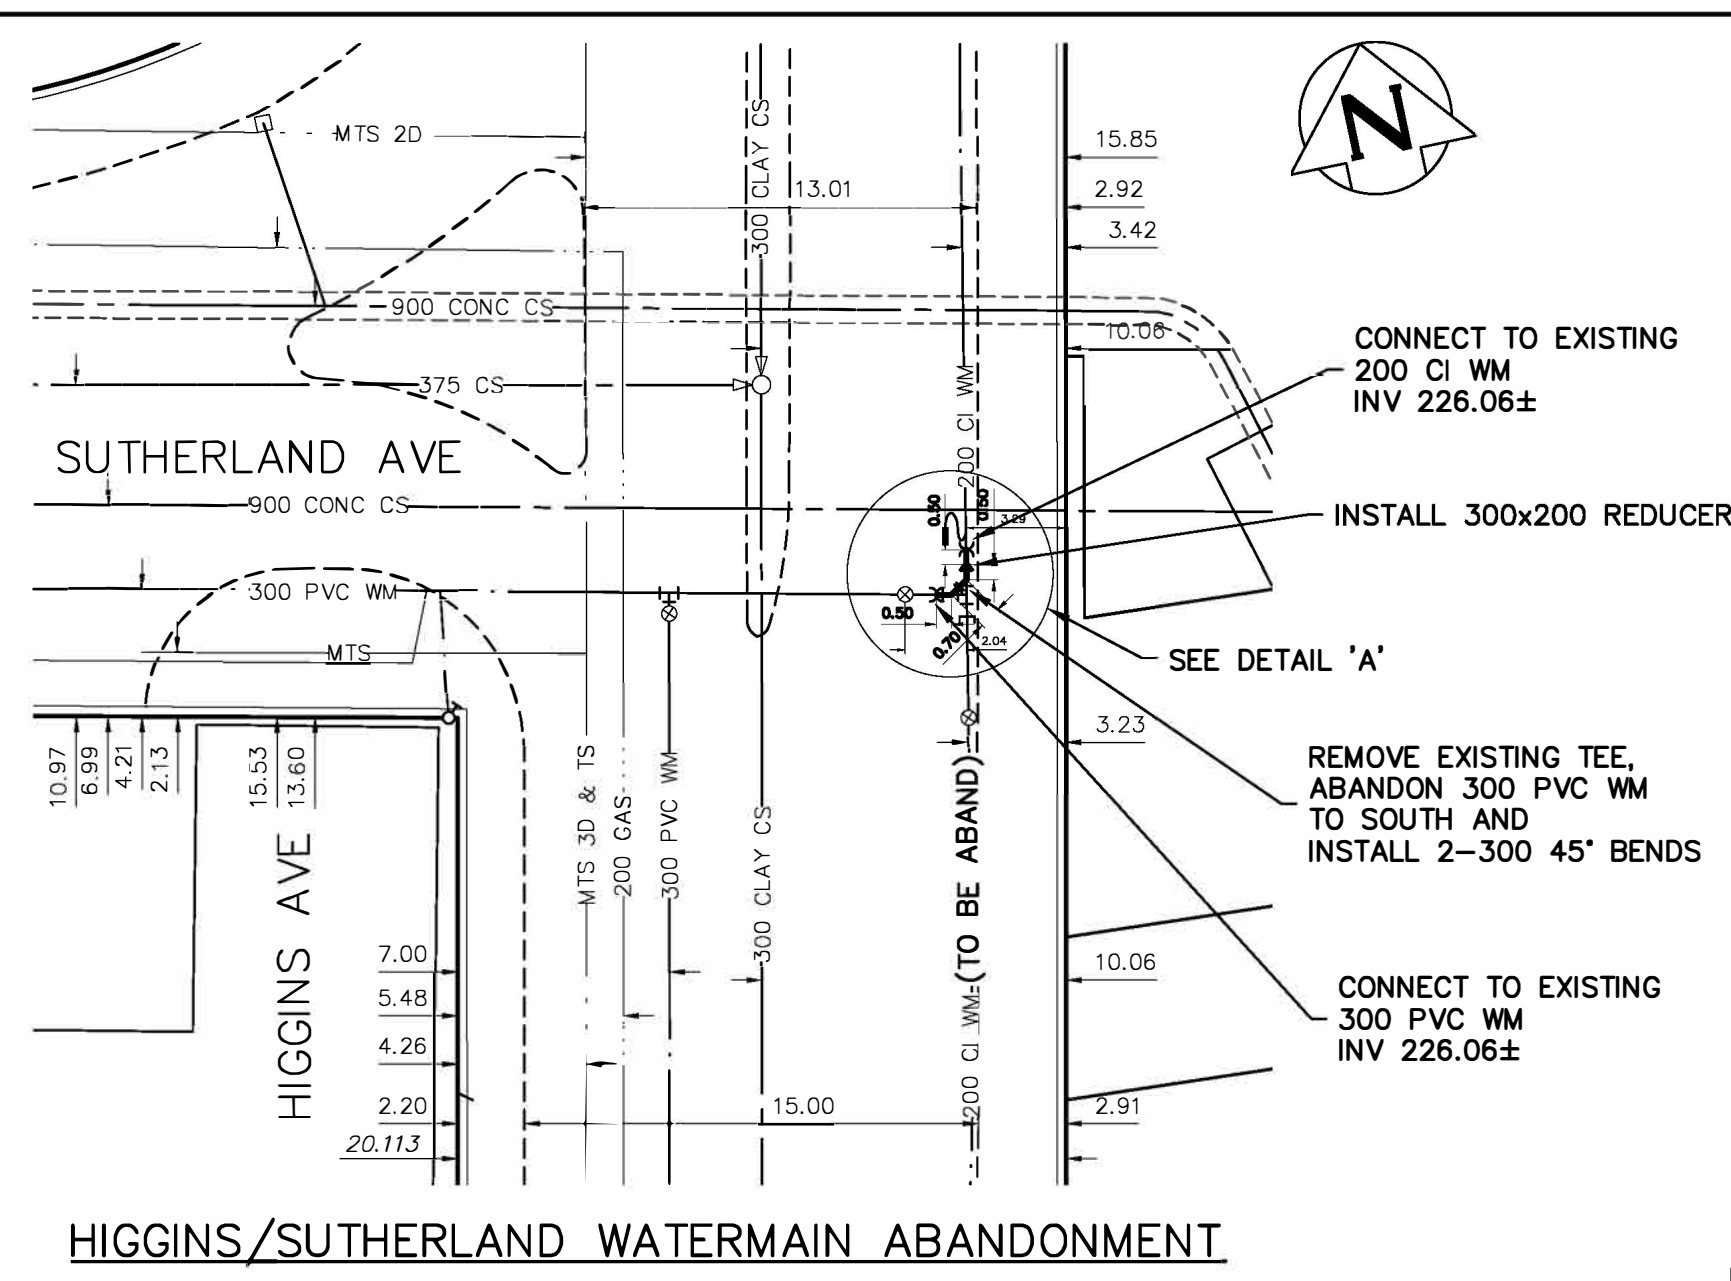 MTS 2D
300 CLAY CS
13.01
15.85
2.92
3.42
N
900 CONC CS
10.06
375 CS
200 CI WM
CONNECT TO EXISTING
200 CI WM
INV 226.06±
SUTHERLAND AVE
900 CONC CS
0.50
0.50
3.29
INSTALL 300x200 REDUCER
300 PVC WM
0.50
0.70
2.04
MTS
SEE DETAIL 'A'
3.23
10.97
6.99
4.21
2.13
15.53
13.60
REMOVE EXISTING TEE,
ABANDON 300 PVC WM
TO SOUTH AND
INSTALL 2-300 45° BENDS
HIGGINS AVE
MTS 3D & TS
200 GAS
300 PVC WM
300 CLAY CS
200 CI WM (TO BE ABAND)
7.00
5.48
4.26
2.20
20.113
15.00
10.06
2.91
CONNECT TO EXISTING
300 PVC WM
INV 226.06±
HIGGINS/SUTHERLAND WATERMAIN ABANDONMENT